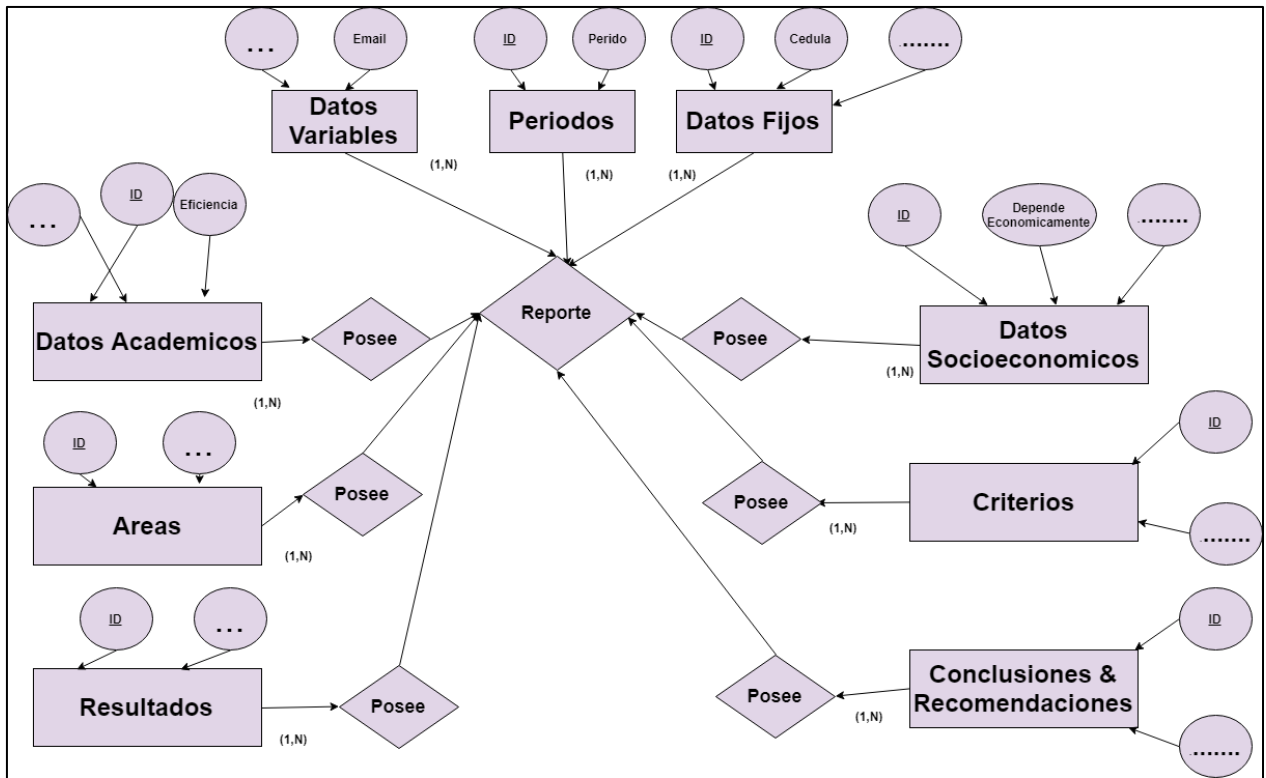 ...
Email
ID
Perido
ID
Cedula
.......
Datos
Variables
Periodos
Datos Fijos
(1,N)
(1,N)
(1,N)
...
ID
Eficiencia
ID
Depende
Economicamente
.......
Datos Academicos
Posee
Reporte
Posee
Datos
Socioeconomicos
(1,N)
(1,N)
ID
...
ID
Areas
Posee
Posee
Criterios
(1,N)
(1,N)
.......
ID
...
ID
Resultados
Posee
Posee
Conclusiones &
Recomendaciones
(1,N)
(1,N)
.......